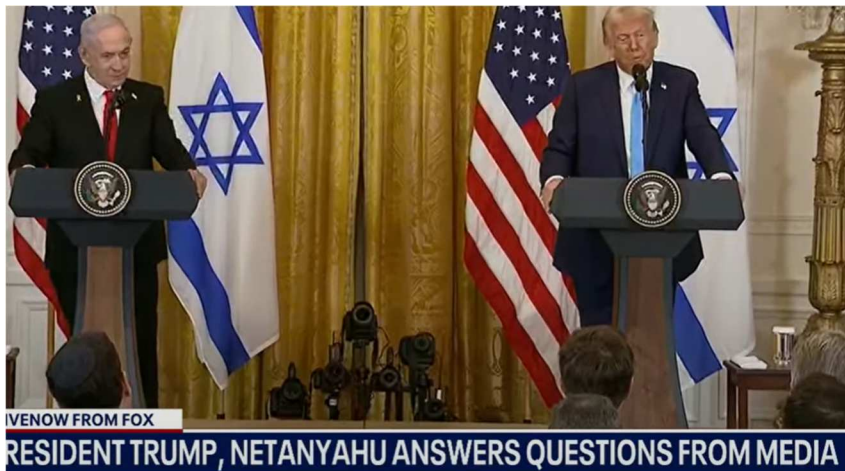 IVENOW FROM FOX
RESIDENT TRUMP, NETANYAHU ANSWERS QUESTIONS FROM MEDIA